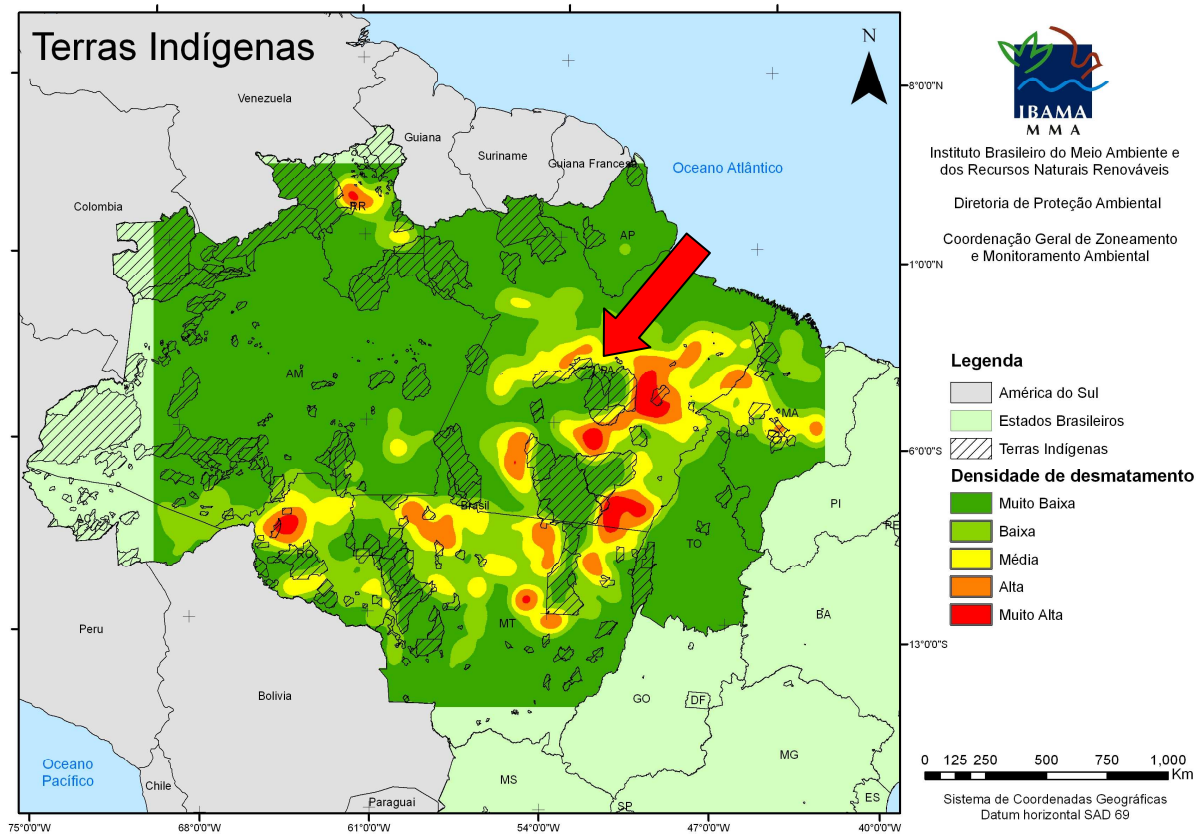 Terras Indígenas
Venezuela
Guiana
Suriname
Guiana Francesa
Oceano Atlântico
Colombia
RR
AP
AM
PA
MA
Brasil
PI
PE
RO
TO
Peru
MT
BA
Bolivia
GO
DF
MG
Oceano
Pacífico
Chile
MS
Paraguai
SP
ES
75°0'0"W
68°0'0"W
61°0'0"W
54°0'0"W
47°0'0"W
40°0'0"W
8°0'0"N
1°0'0"N
6°0'0"S
13°0'0"S
N
IBAMA
M M A
Instituto Brasileiro do Meio Ambiente e
dos Recursos Naturais Renováveis
Diretoria de Proteção Ambiental
Coordenação Geral de Zoneamento
e Monitoramento Ambiental
Legenda
América do Sul
Estados Brasileiros
Terras Indígenas
Densidade de desmatamento
Muito Baixa
Baixa
Média
Alta
Muito Alta
0 125 250 500 750 1,000
Km
Sistema de Coordenadas Geográficas
Datum horizontal SAD 69